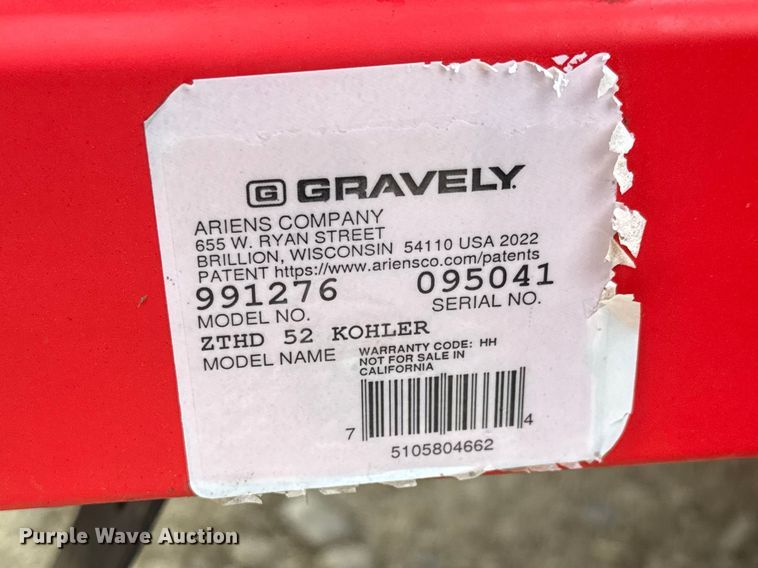 G GRAVELY.
ARIENS COMPANY
655 W. RYAN STREET
BRILLION, WISCONSIN 54110 USA 2022
PATENT https://www.ariensco.com/patents
991276 095041
MODEL NO. SERIAL NO.
ZTHD 52 KOHLER
MODEL NAME
WARRANTY CODE: HH
NOT FOR SALE IN
CALIFORNIA
7 5105804662 4
Purple Wave Auction